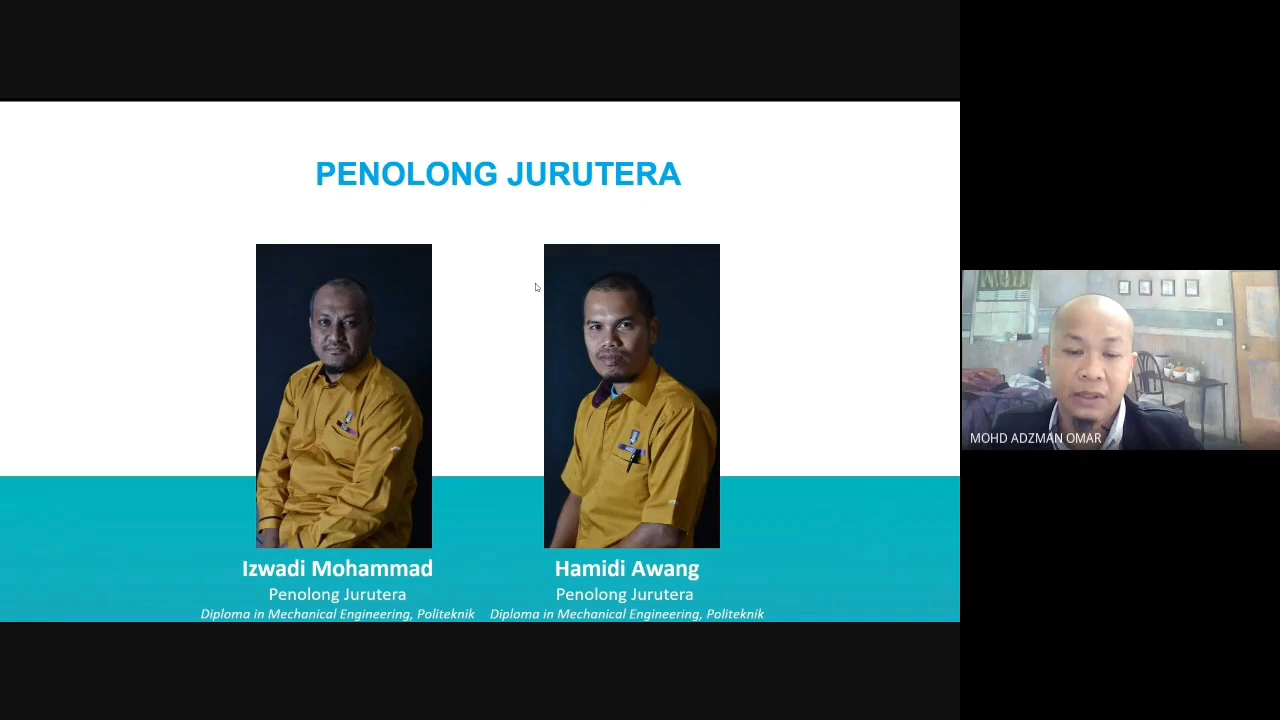 PENOLONG JURUTERA
Izwadi Mohammad
Penolong Jurutera
Diploma in Mechanical Engineering, Politeknik
Hamidi Awang
Penolong Jurutera
Diploma in Mechanical Engineering, Politeknik
MOHD ADZMAN OMAR